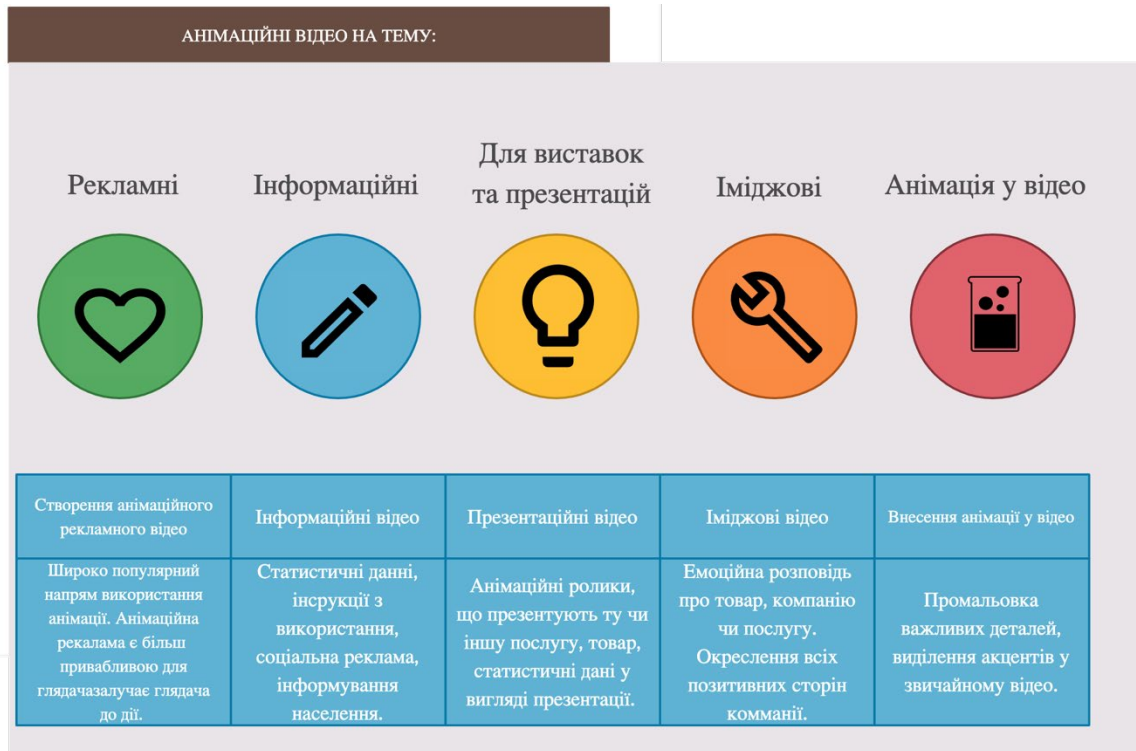 АНІМАЦІЙНІ ВІДЕО НА ТЕМУ:
Рекламні
Інформаційні
Для виставок
та презентацій
Іміджові
Анімація у відео
Створення анімаційного
рекламного відео
Інформаційні відео
Презентаційні відео
Іміджові відео
Внесення анімації у відео
Широко популярний
напрям використання
анімації. Анімаційна
рекалама є більш
привабливою для
глядачазалучає глядача
до дії.
Статистичні данні,
інсрукції з
використання,
соціальна реклама,
інформування
населення.
Анімаційні ролики,
що презентують ту чи
іншу послугу, товар,
статистичні дані у
вигляді презентації.
Емоційна розповідь
про товар, компанію
чи послугу.
Окреслення всіх
позитивних сторін
комманії.
Промальовка
важливих деталей,
виділення акцентів у
звичайному відео.